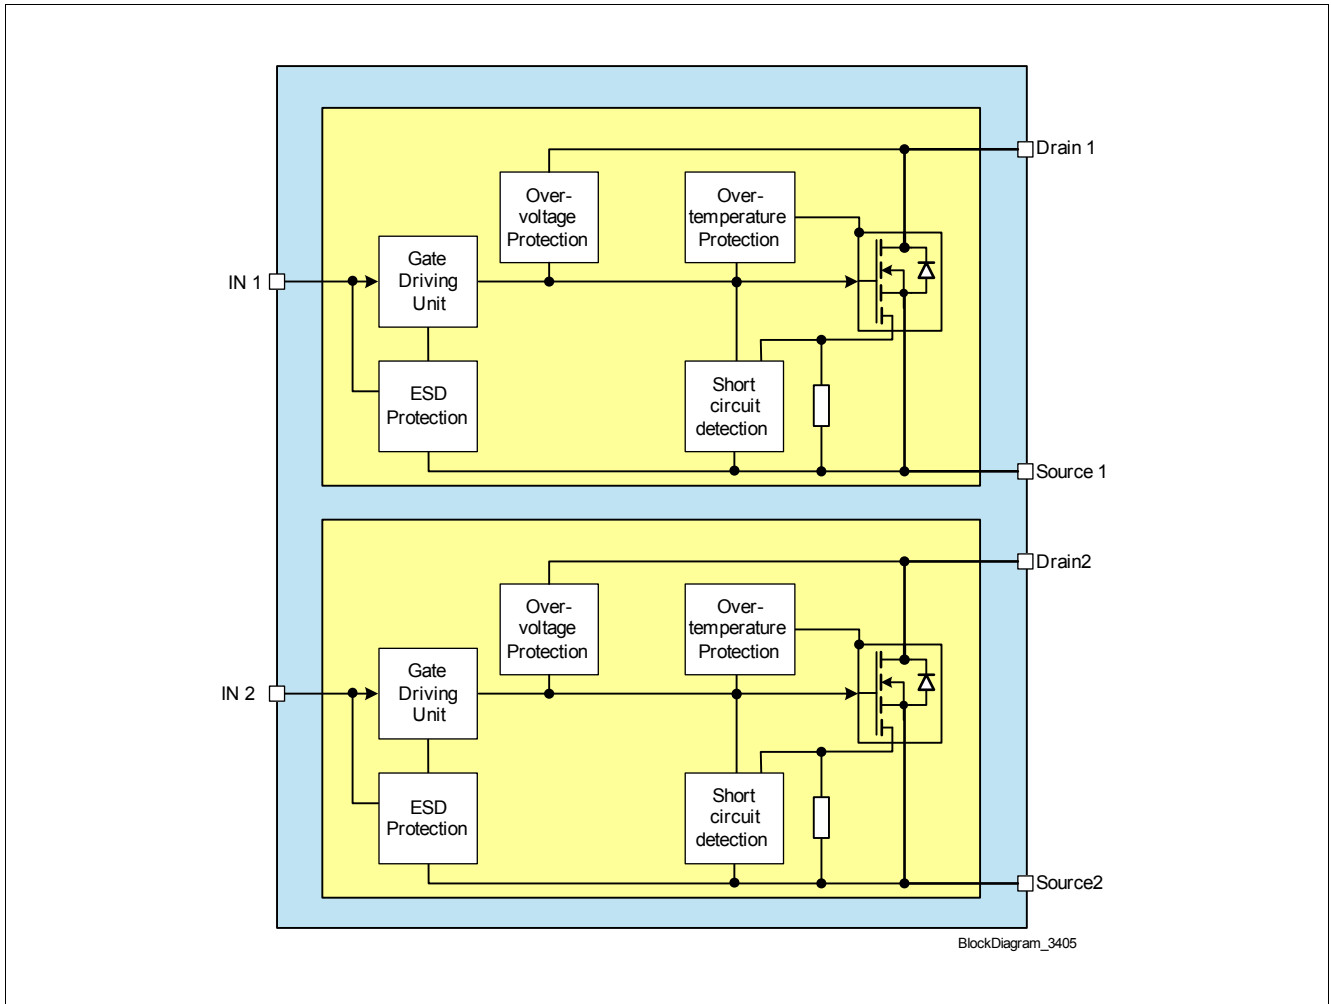 Drain 1
Over-
voltage
Protection
Over-
temperature
Protection
Gate
Driving
Unit
IN 1
ESD
Protection
Short
circuit
detection
Source 1
Drain2
Over-
voltage
Protection
Over-
temperature
Protection
Gate
Driving
Unit
IN 2
ESD
Protection
Short
circuit
detection
Source2
BlockDiagram_3405